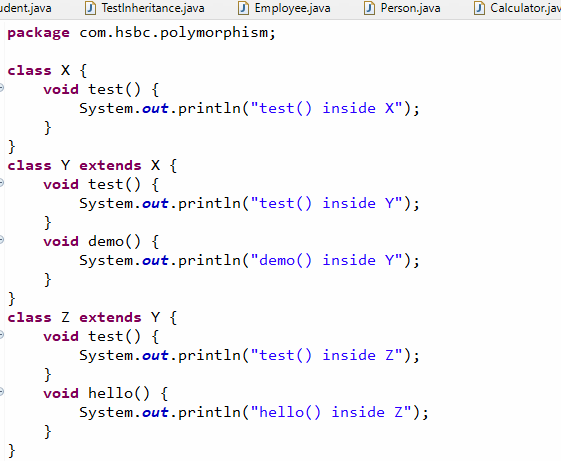 udent.java TestInheritance.java Employee.java Person.java Calculator.jav
package com.hsbc.polymorphism;
class X {
    void test() {
        System.out.println("test() inside X");
    }
}
class Y extends X {
    void test() {
        System.out.println("test() inside Y");
    }
    void demo() {
        System.out.println("demo() inside Y");
    }
}
class Z extends Y {
    void test() {
        System.out.println("test() inside Z");
    }
    void hello() {
        System.out.println("hello() inside Z");
    }
}